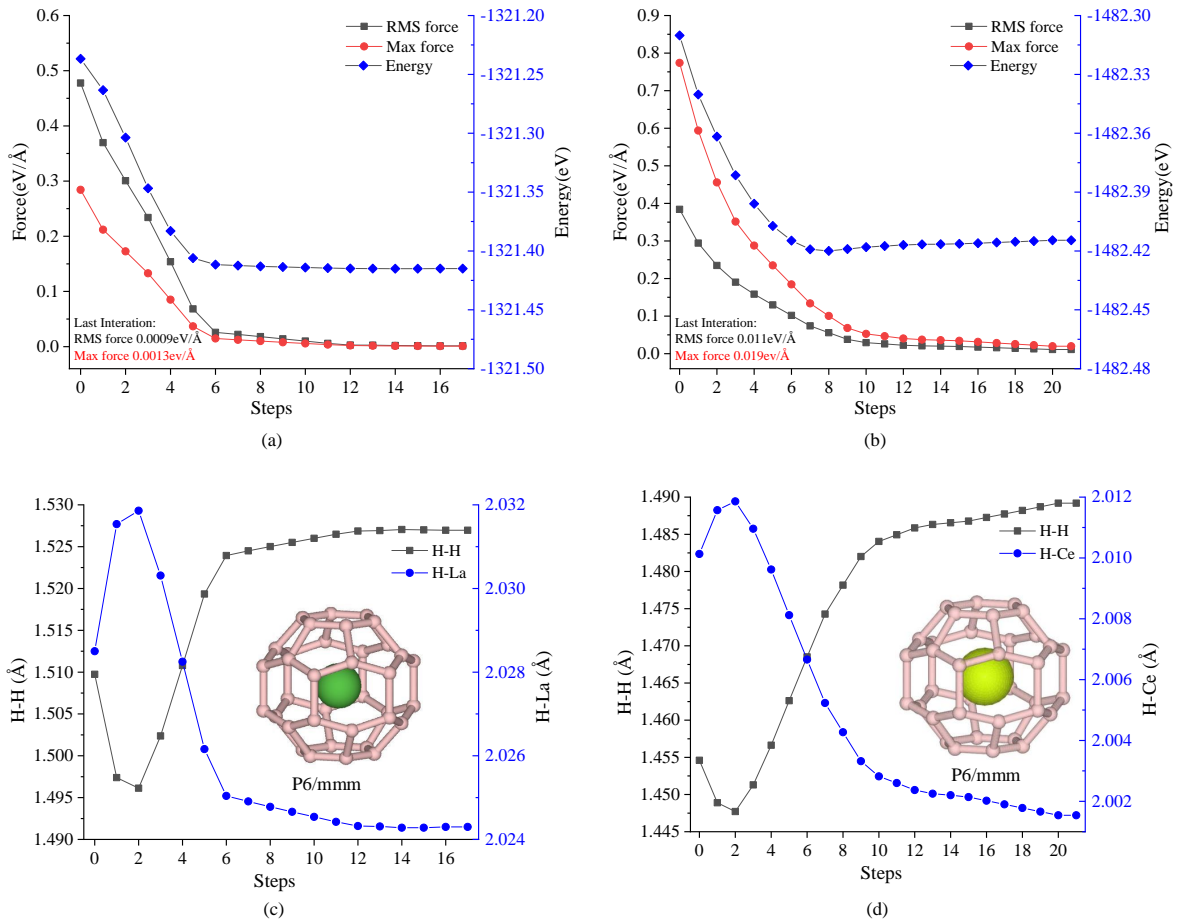 0.6
0.5
0.4
0.3
0.2
0.1
0.0
Force(eV/Å)
RMS force
Max force
Energy
Last Interation:
RMS force 0.0009eV/Å
Max force 0.0013ev/Å
-1321.20
-1321.25
-1321.30
-1321.35
-1321.40
-1321.45
-1321.50
Energy(eV)
0 2 4 6 8 10 12 14 16
Steps
(a)
0.9
0.8
0.7
0.6
0.5
0.4
0.3
0.2
0.1
0.0
Force(eV/Å)
RMS force
Max force
Energy
Last Interation:
RMS force 0.011eV/Å
Max force 0.019ev/Å
-1482.30
-1482.33
-1482.36
-1482.39
-1482.42
-1482.45
-1482.48
Energy(eV)
0 2 4 6 8 10 12 14 16 18 20
Steps
(b)
1.530
1.525
1.520
1.515
1.510
1.505
1.500
1.495
1.490
H-H (Å)
H-H
H-La
P6/mmm
2.032
2.030
2.028
2.026
2.024
H-La (Å)
0 2 4 6 8 10 12 14 16
Steps
(c)
1.490
1.485
1.480
1.475
1.470
1.465
1.460
1.455
1.450
1.445
H-H (Å)
H-H
H-Ce
P6/mmm
2.012
2.010
2.008
2.006
2.004
2.002
H-Ce (Å)
0 2 4 6 8 10 12 14 16 18 20
Steps
(d)